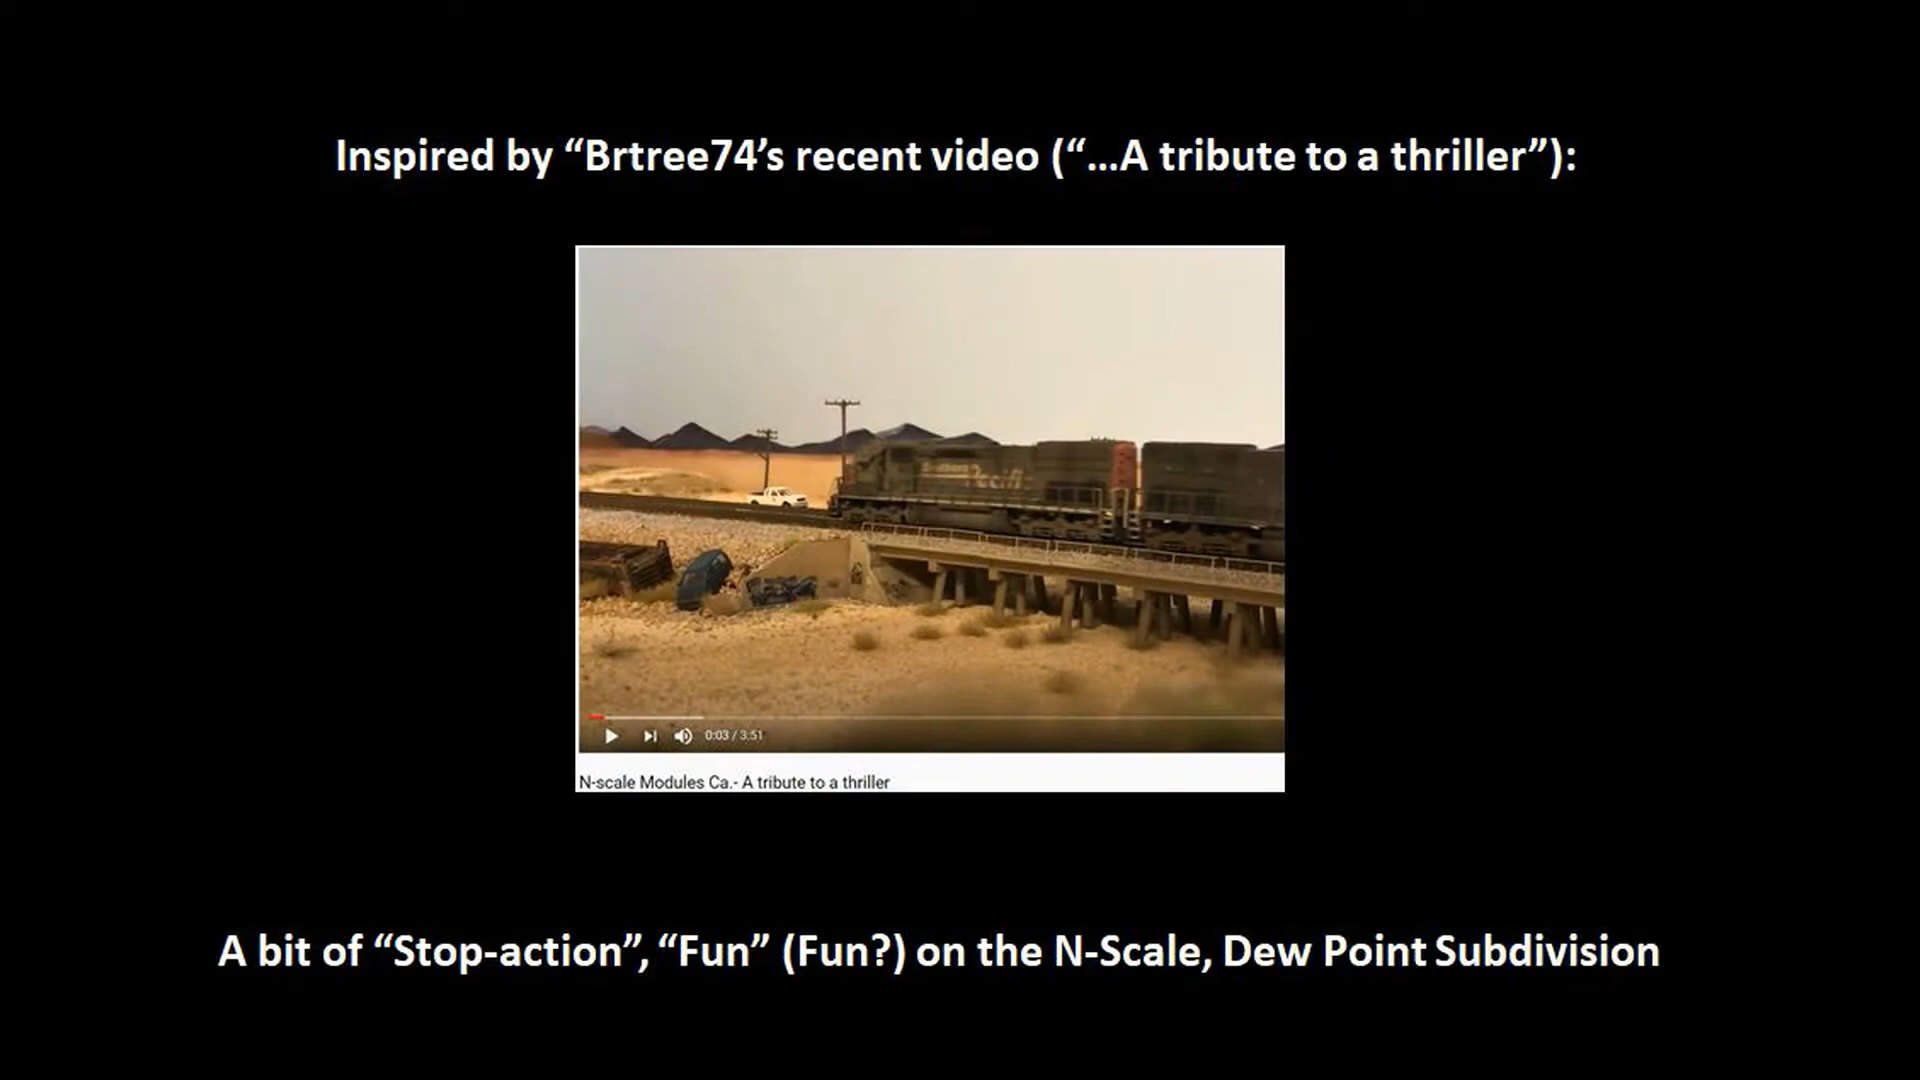 Inspired by “Brtree74’s recent video (“...A tribute to a thriller”):
0:03 / 3:51
N-scale Modules Ca.- A tribute to a thriller
A bit of “Stop-action”, “Fun” (Fun?) on the N-Scale, Dew Point Subdivision